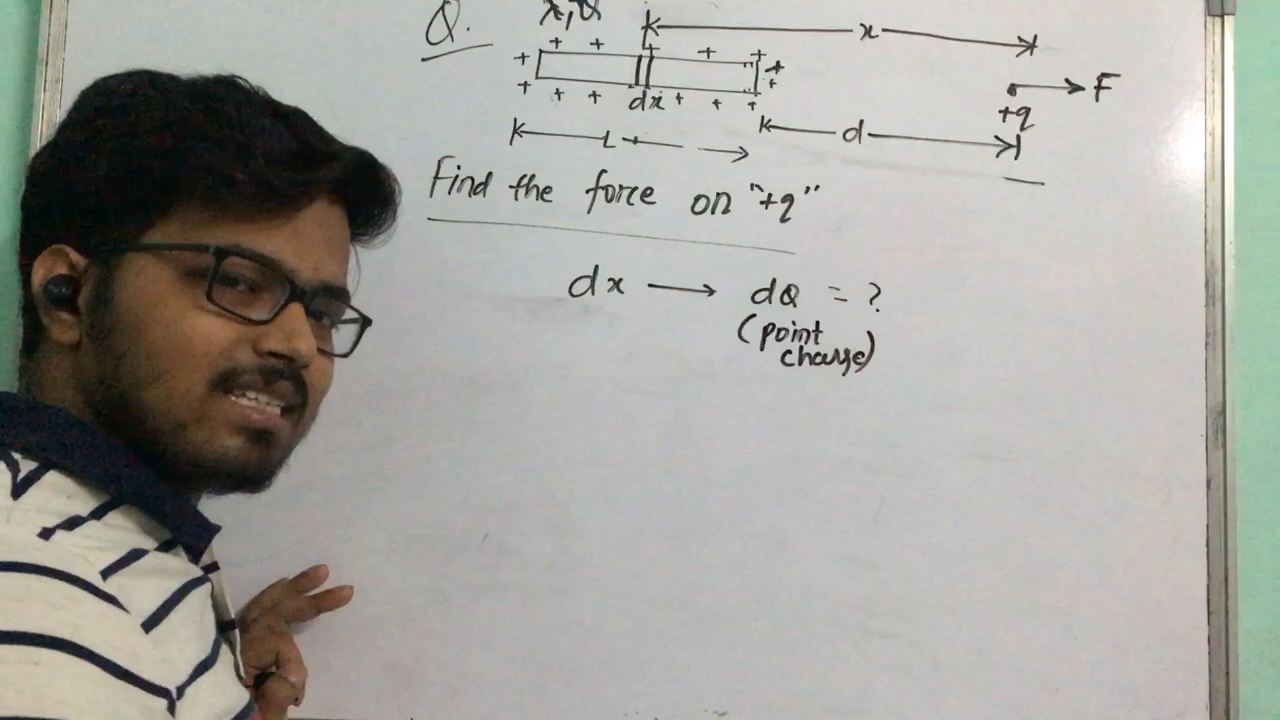 Q. λ, Q
x
+ + + + + + + + + + + + + + +
dx
F
+q
L
d
Find the force on "+q"
dx → dQ = ?
(point
charge)